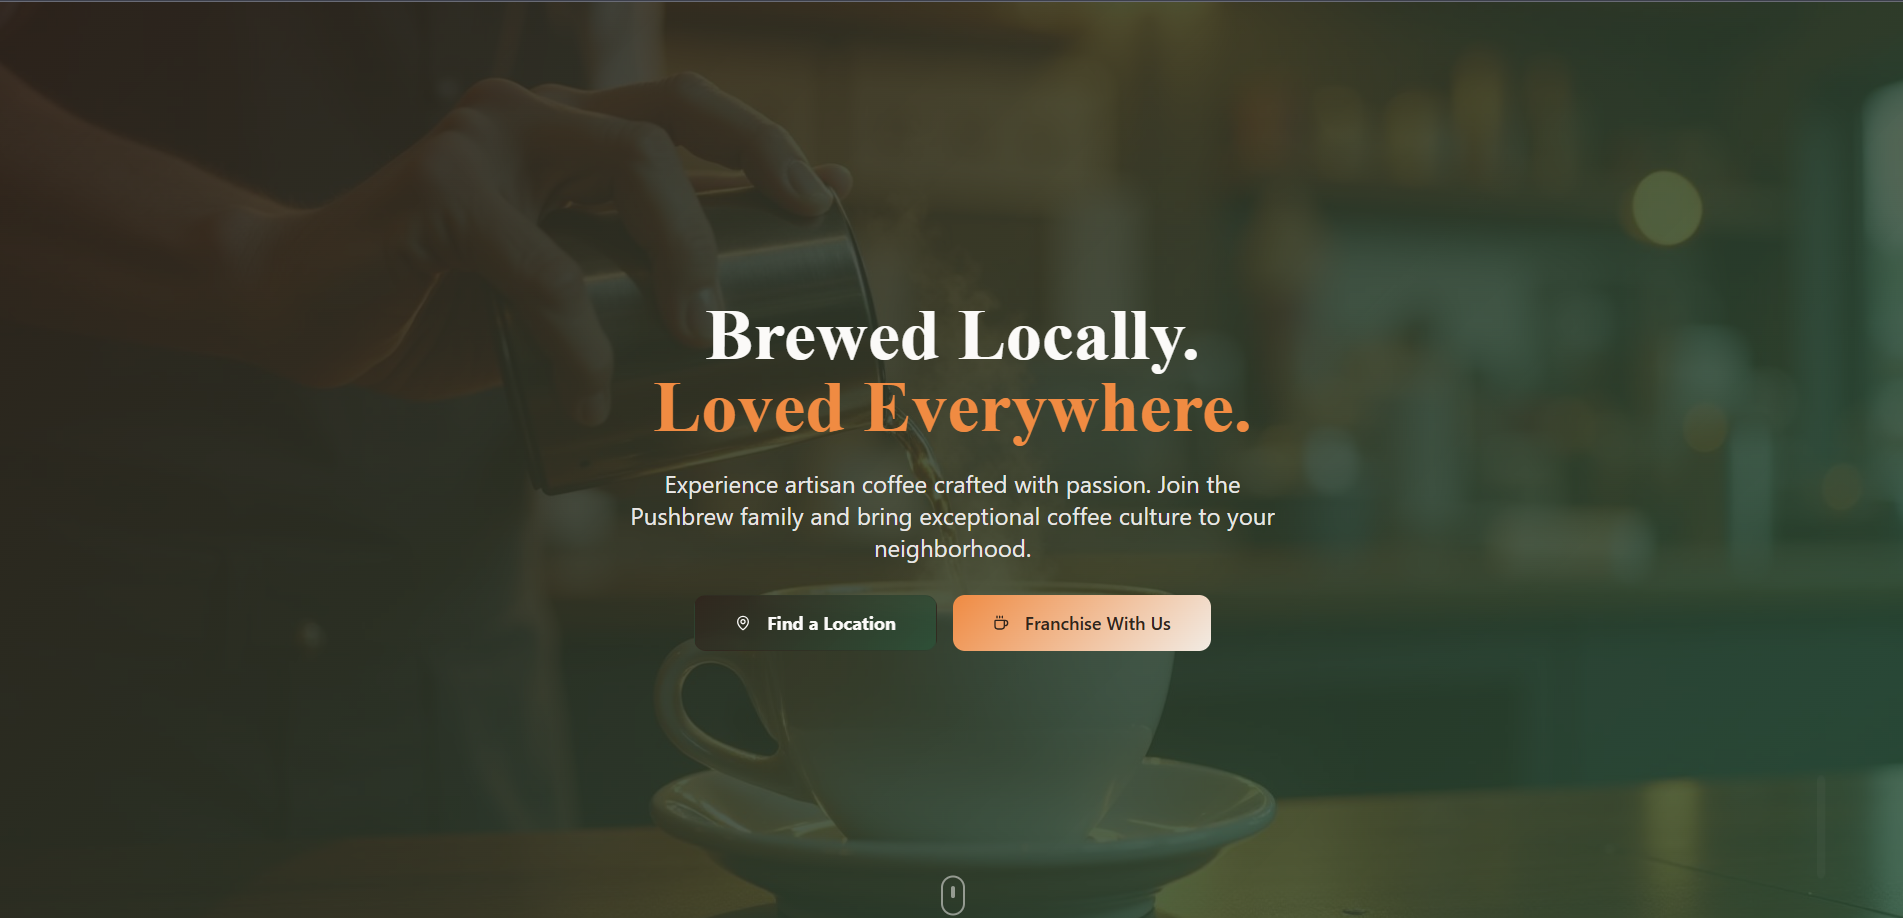 Brewed Locally.
Loved Everywhere.
Experience artisan coffee crafted with passion. Join the
Pushbrew family and bring exceptional coffee culture to your
neighborhood.
Find a Location
Franchise With Us